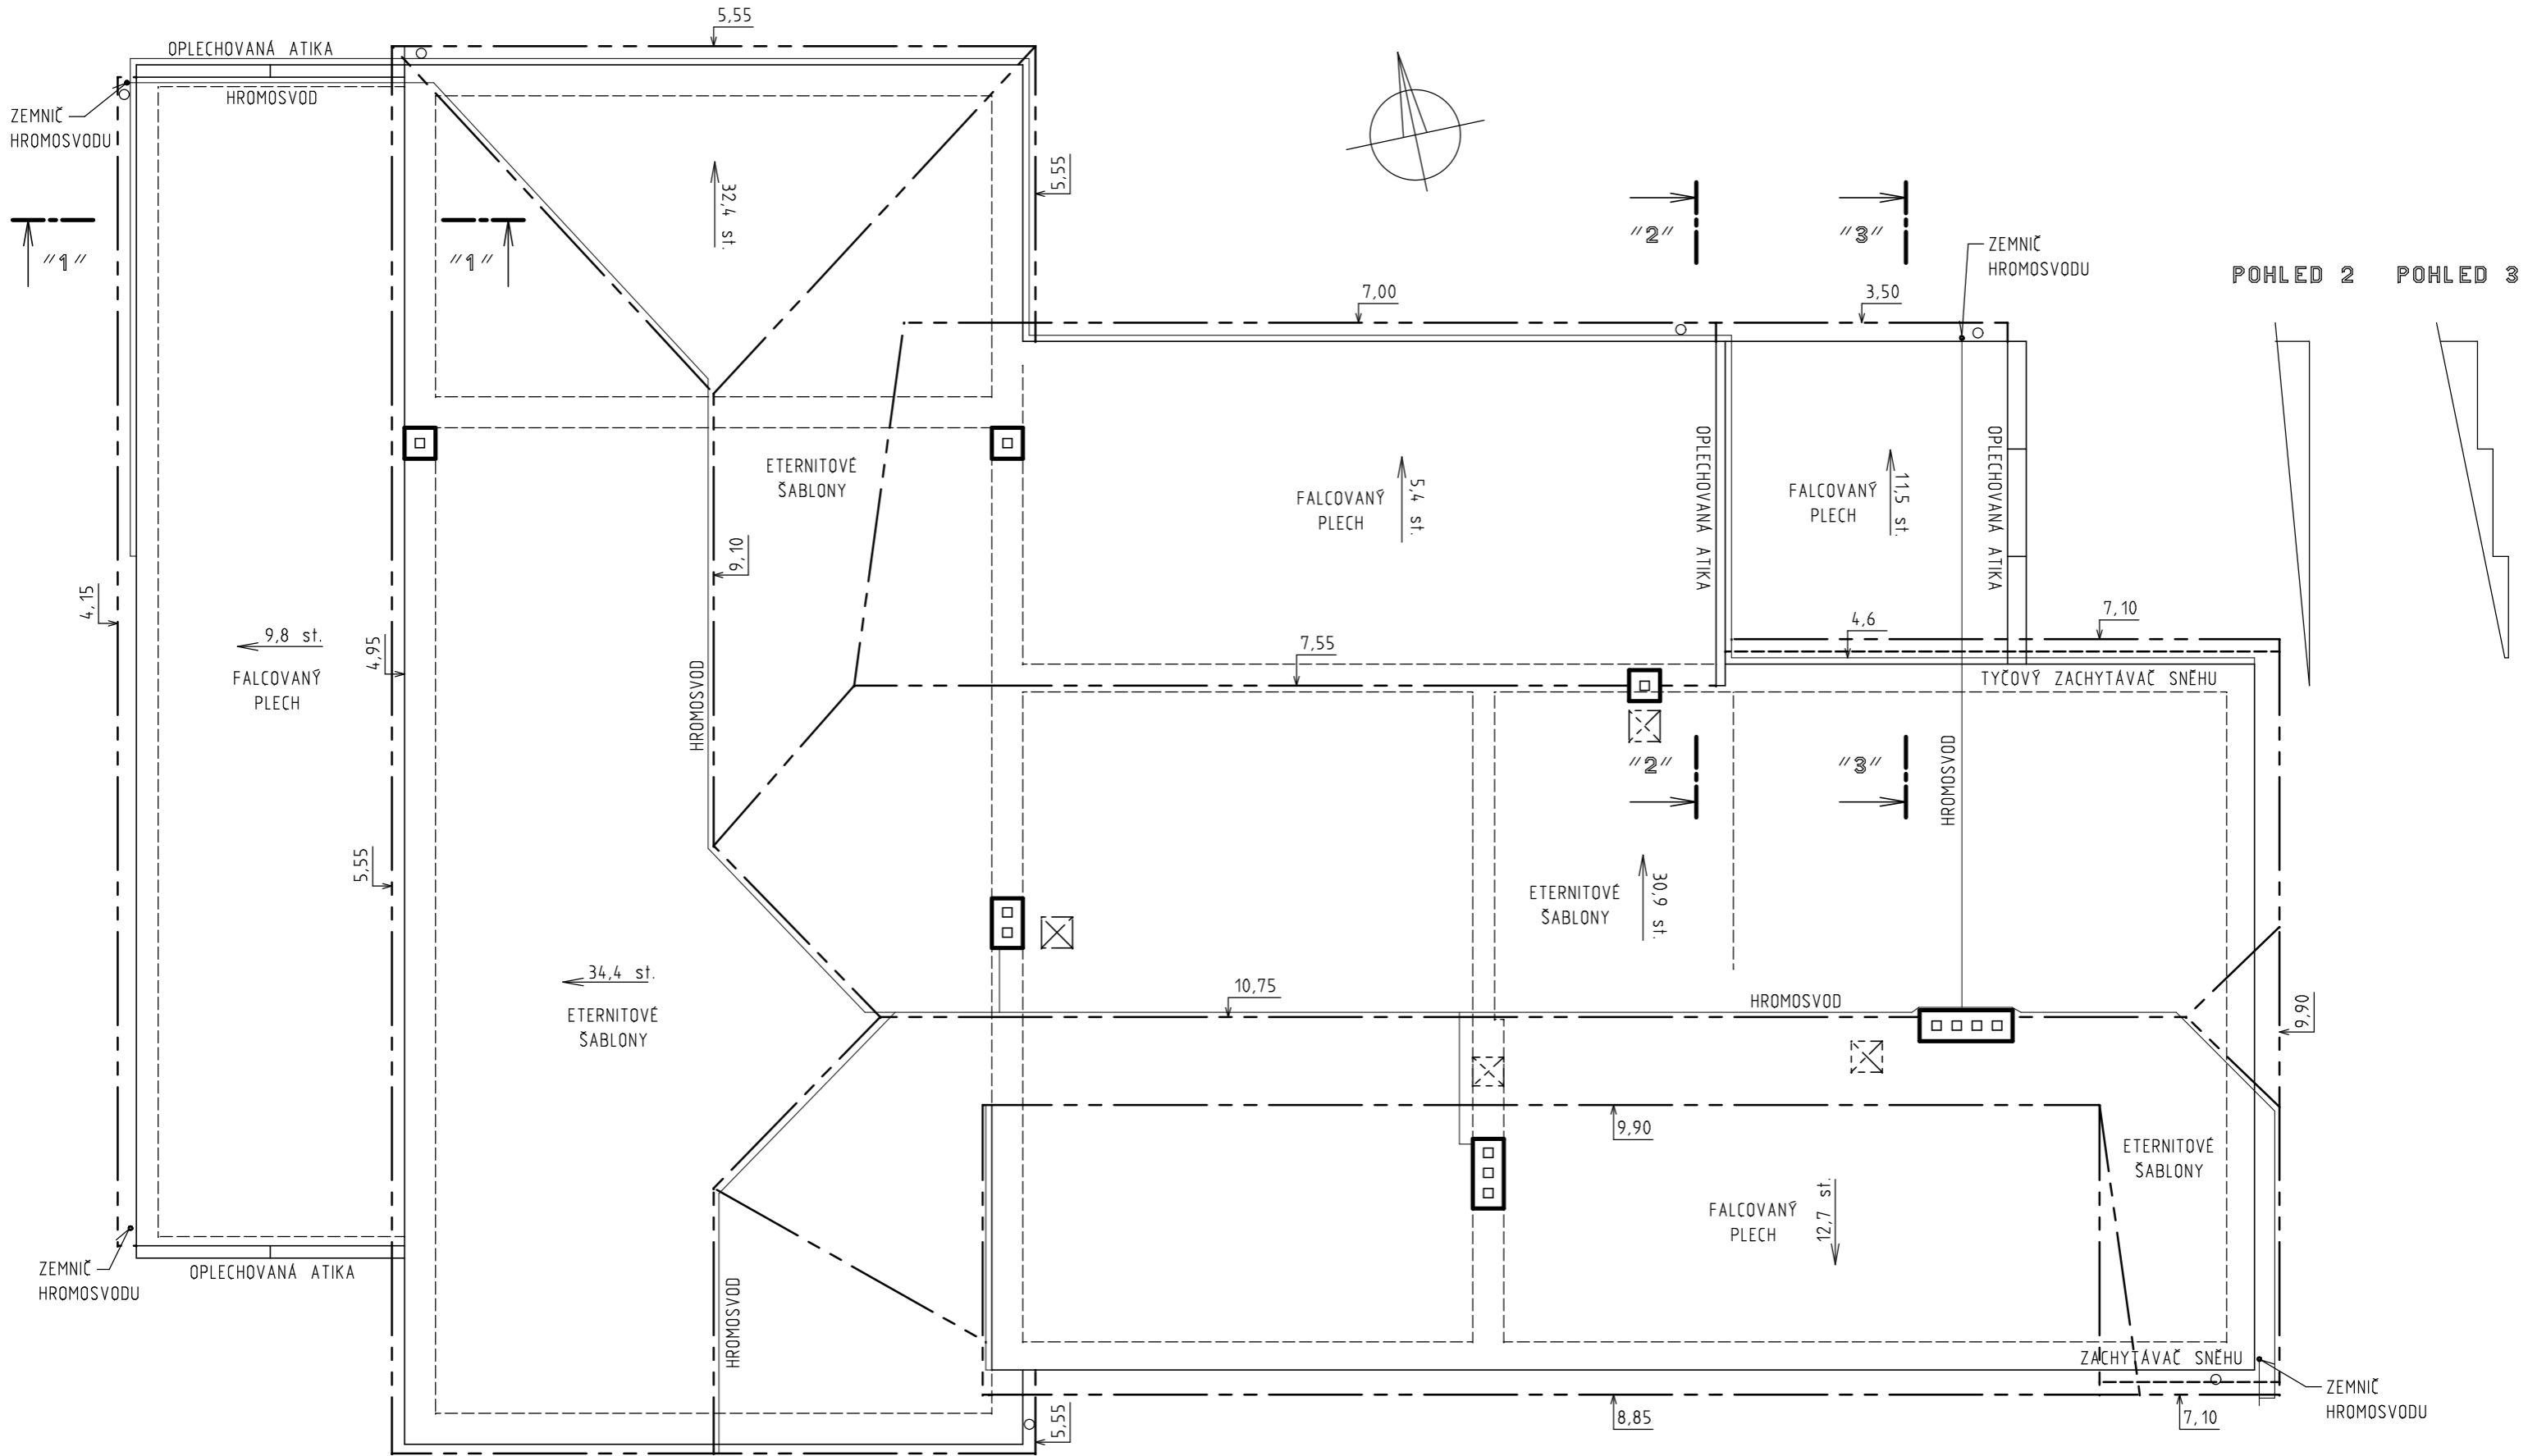 5,55
OPLECHOVANÁ ATIKA
HROMOSVOD
ZEMNIČ
HROMOSVODU
32,4 st.
5,55
"1"
"1"
"2"
"3"
ZEMNIČ
HROMOSVODU
POHLED 2
POHLED 3
7,00
3,50
ETERNITOVÉ
ŠABLONY
FALCOVANÝ
PLECH
5,4 st.
OPLECHOVANÁ ATIKA
FALCOVANÝ
PLECH
11,5 st.
OPLECHOVANÁ ATIKA
9,10
4,15
9,8 st.
FALCOVANÝ
PLECH
4,95
HROMOSVOD
7,55
4,6
7,10
TYČOVÝ ZACHYTÁVAČ SNĚHU
"2"
"3"
HROMOSVOD
5,55
ETERNITOVÉ
ŠABLONY
30,9 st.
34,4 st.
ETERNITOVÉ
ŠABLONY
10,75
HROMOSVOD
9,90
9,90
ETERNITOVÉ
ŠABLONY
FALCOVANÝ
PLECH
12,7 st.
ZEMNIČ
HROMOSVODU
OPLECHOVANÁ ATIKA
HROMOSVOD
ZACHYTÁVAČ SNĚHU
5,55
8,85
7,10
ZEMNIČ
HROMOSVODU